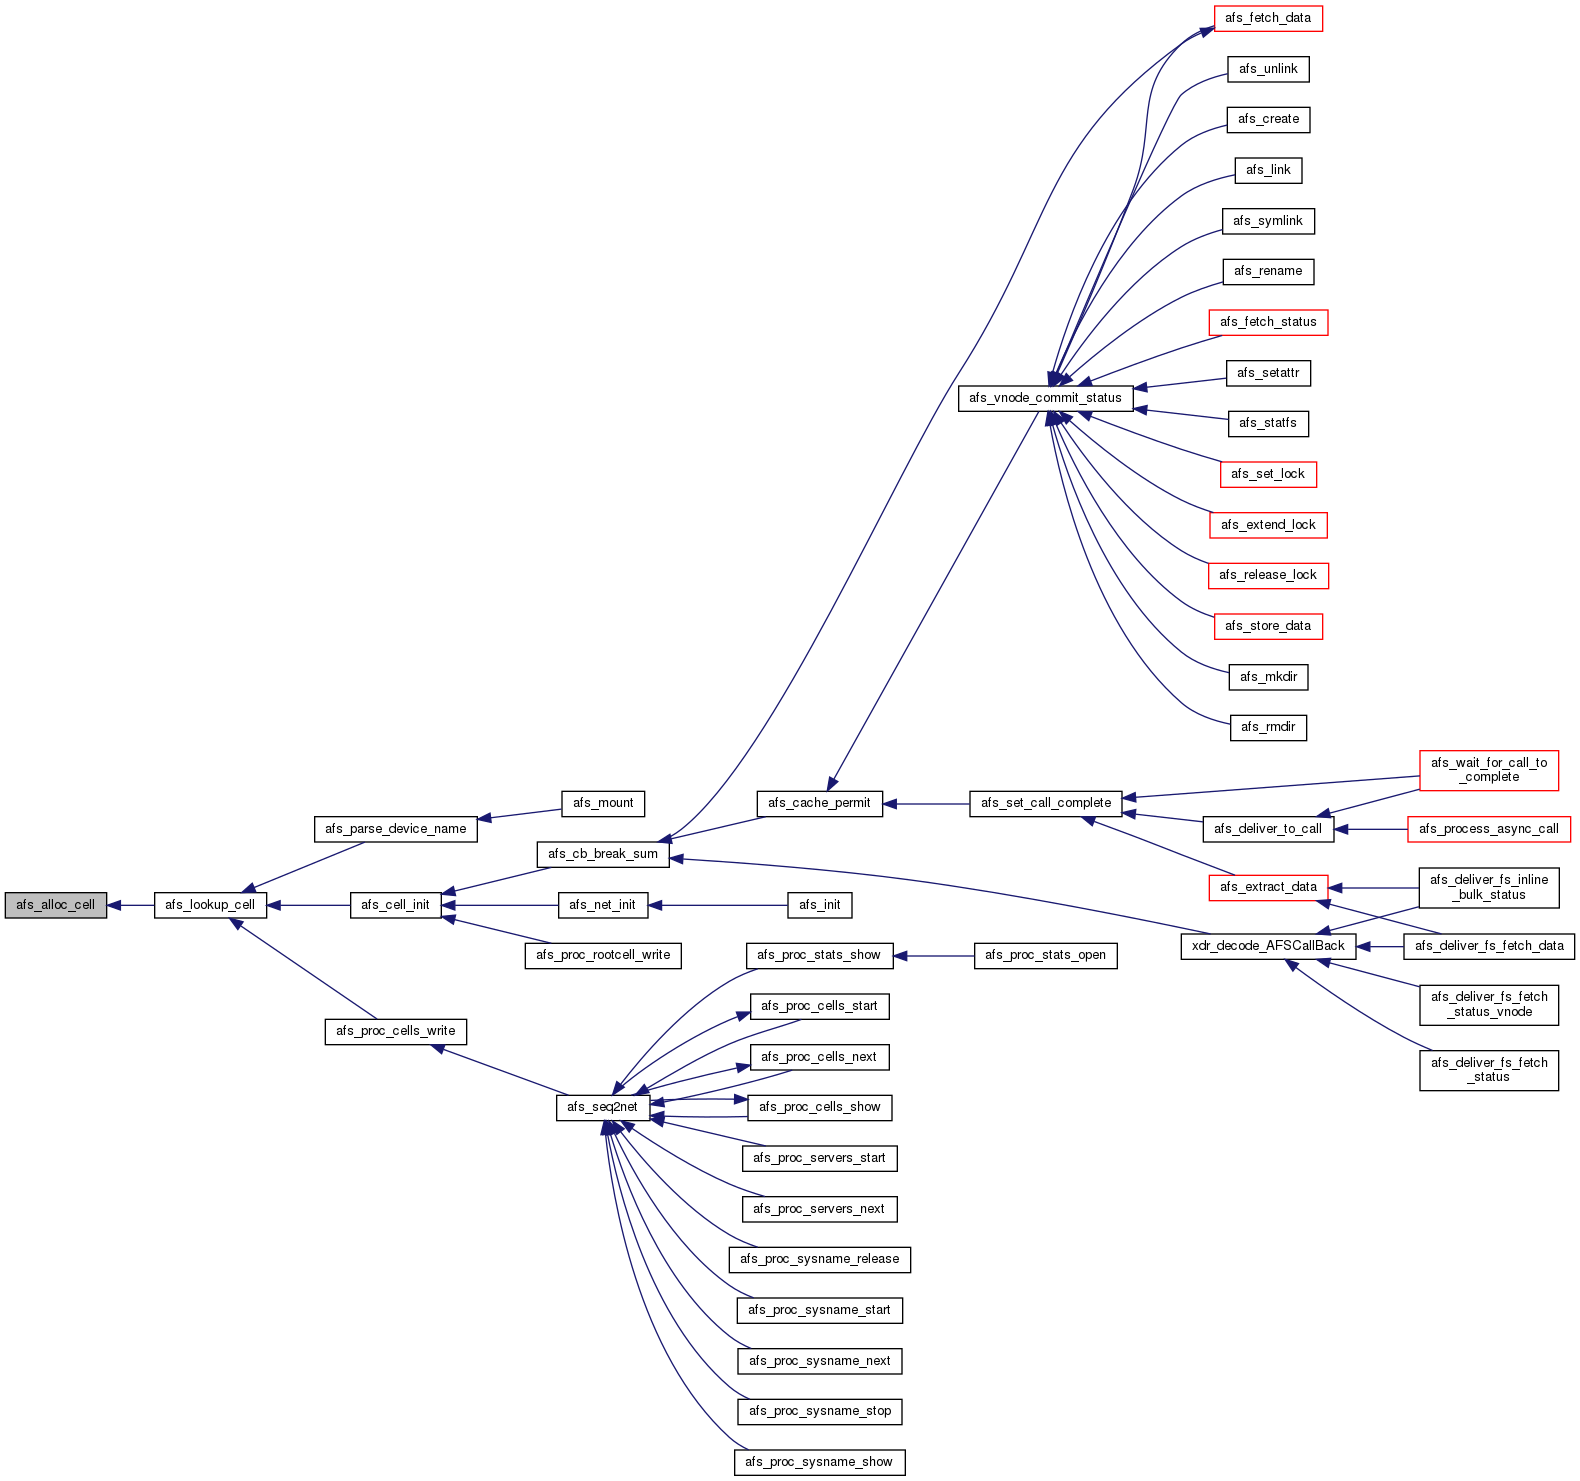 afs_fetch_data
afs_unlink
afs_create
afs_link
afs_symlink
afs_rename
afs_fetch_status
afs_setattr
afs_vnode_commit_status
afs_statfs
afs_set_lock
afs_extend_lock
afs_release_lock
afs_store_data
afs_mkdir
afs_rmdir
afs_wait_for_call_to
_complete
afs_mount
afs_cache_permit
afs_set_call_complete
afs_parse_device_name
afs_deliver_to_call
afs_process_async_call
afs_cb_break_sum
afs_extract_data
afs_deliver_fs_inline
_bulk_status
afs_alloc_cell
afs_lookup_cell
afs_cell_init
afs_net_init
afs_init
xdr_decode_AFSCallBack
afs_deliver_fs_fetch_data
afs_proc_rootcell_write
afs_proc_stats_show
afs_proc_stats_open
afs_deliver_fs_fetch
_status_vnode
afs_proc_cells_start
afs_proc_cells_write
afs_proc_cells_next
afs_deliver_fs_fetch
_status
afs_seq2net
afs_proc_cells_show
afs_proc_servers_start
afs_proc_servers_next
afs_proc_sysname_release
afs_proc_sysname_start
afs_proc_sysname_next
afs_proc_sysname_stop
afs_proc_sysname_show